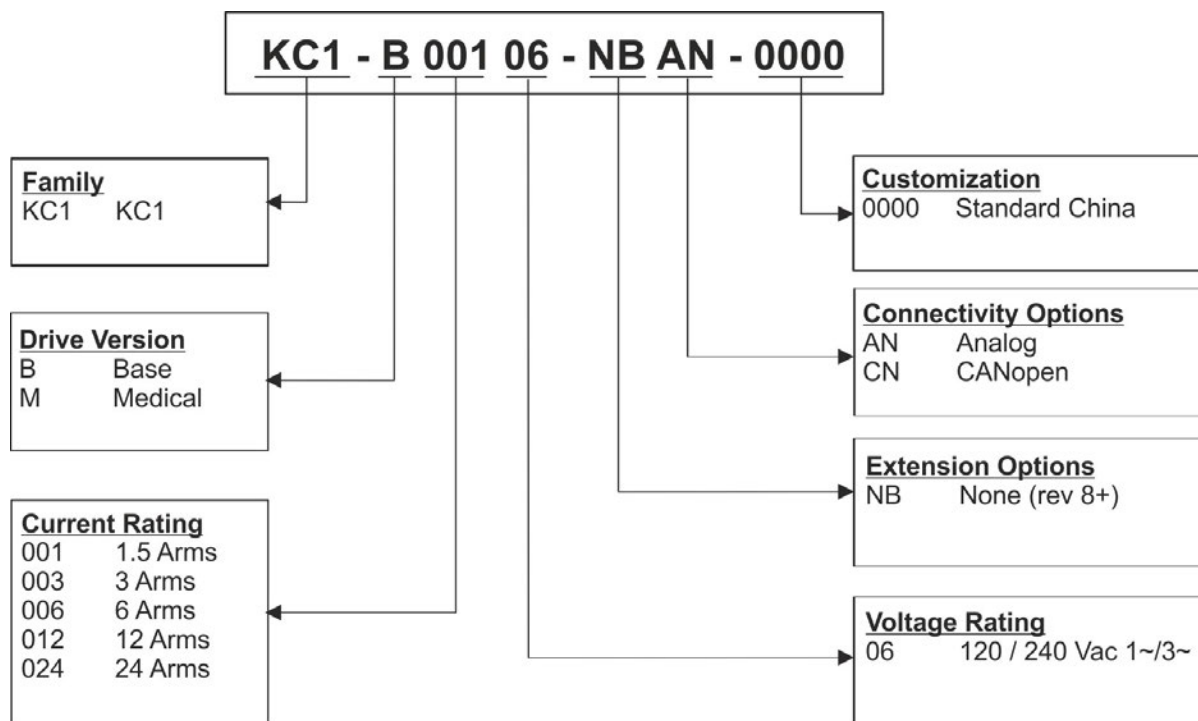 KC1 - B 001 06 - NB AN - 0000
Family
KC1 KC1
Drive Version
B Base
M Medical
Current Rating
001 1.5 Arms
003 3 Arms
006 6 Arms
012 12 Arms
024 24 Arms
Customization
0000 Standard China
Connectivity Options
AN Analog
CN CANopen
Extension Options
NB None (rev 8+)
Voltage Rating
06 120 / 240 Vac 1~/3~